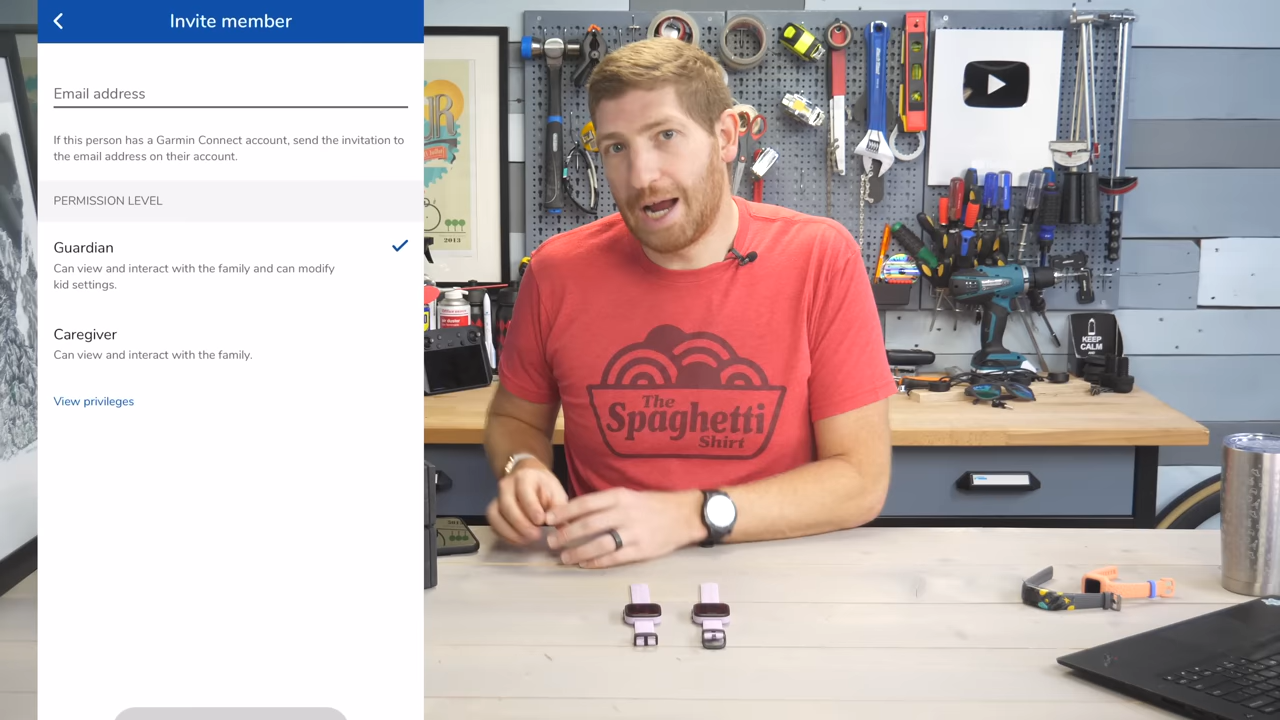 Invite member
Email address
If this person has a Garmin Connect account, send the invitation to
the email address on their account.
PERMISSION LEVEL
Guardian
Can view and interact with the family and can modify
kid settings.
Caregiver
Can view and interact with the family.
View privileges
The
Spaghetti
Shirt
KEEP
CALM
2013